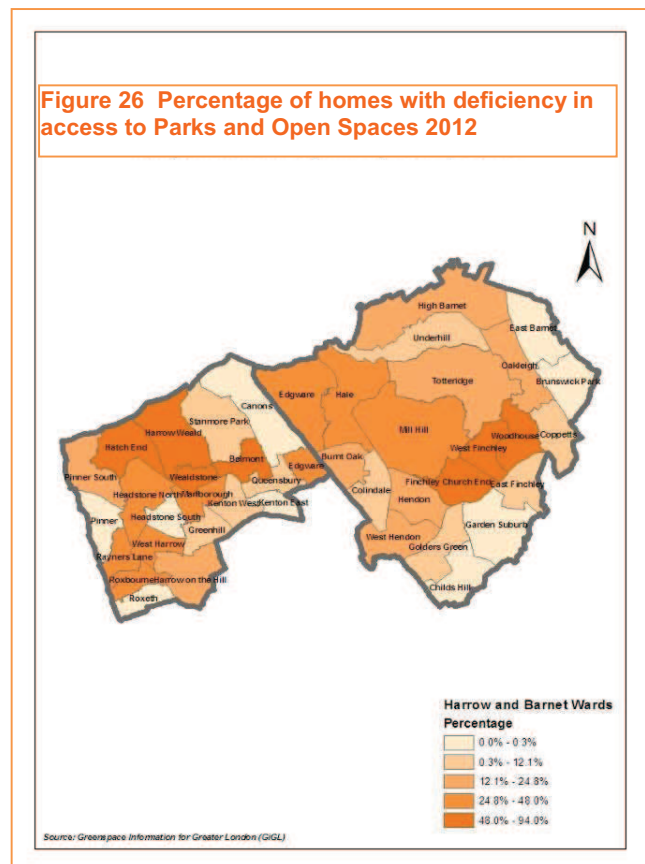 Figure 26 Percentage of homes with deficiency in
access to Parks and Open Spaces 2012
N
High Barnet
East Barnet
Underhill
Oakleigh
Totteridge
Brunswick Park
Edgware
Hale
Canons
Stanmore Park
Mill Hill
Harrow Weald
Woodhouse
Coppetts
Hatch End
West Finchley
Belmont
Burnt Oak
Edgware
Wealdstone
Pinner South
Queensbury
Finchley Church End
East Finchley
Colindale
Headstone North
Marlborough
Kenton West
Kenton East
Hendon
Pinner
Headstone South
Garden Suburb
Greenhill
West Hendon
West Harrow
Golders Green
Rayners Lane
Roxbourne
Harrow on the Hill
Childs Hill
Roxeth
Harrow and Barnet Wards
Percentage
0.0% - 0.3%
0.3% - 12.1%
12.1% - 24.8%
24.8% - 48.0%
48.0% - 94.0%
Source: Greenspace Information for Greater London (GiGL)